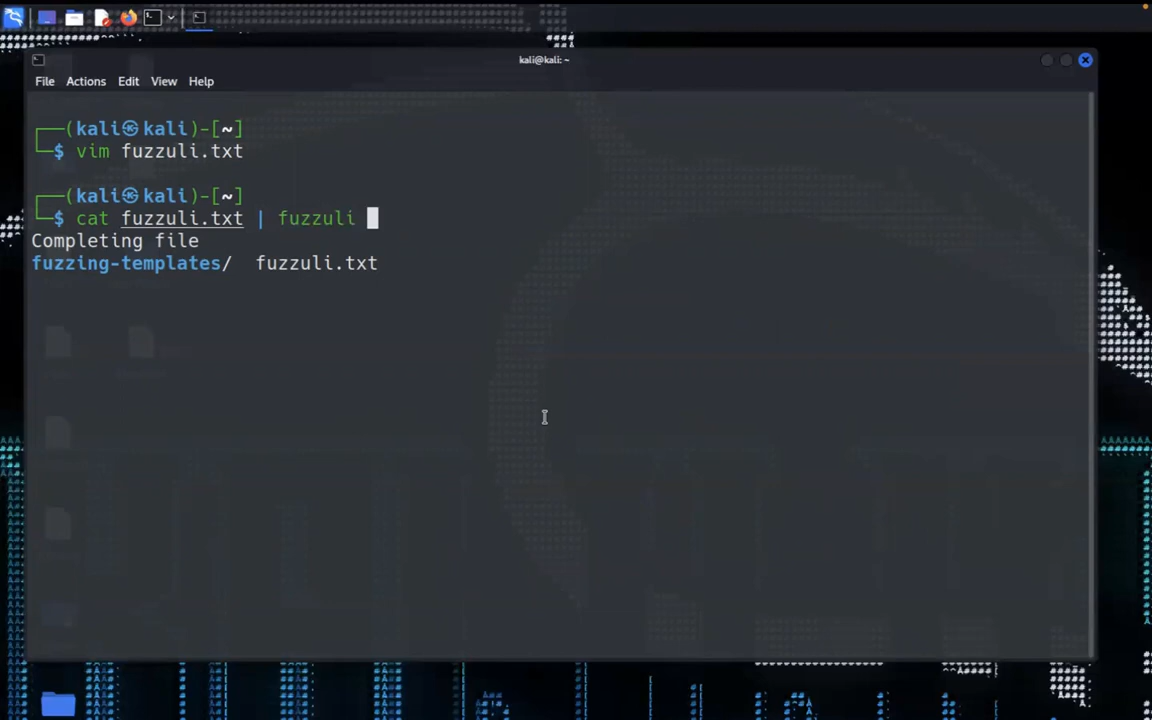 kali@kali: ~
File Actions Edit View Help
┌──(kali㉿kali)-[~]
└─$ vim fuzzuli.txt
┌──(kali㉿kali)-[~]
└─$ cat fuzzuli.txt | fuzzuli
Completing file
fuzzing-templates/ fuzzuli.txt